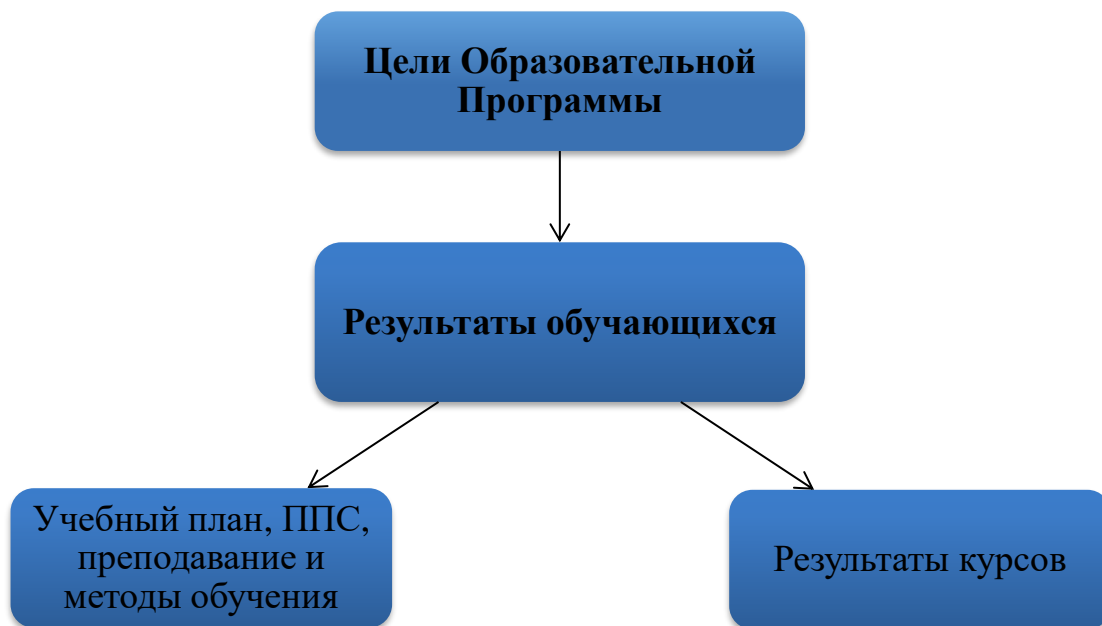 Цели Образовательной
Программы
Результаты обучающихся
Учебный план, ППС,
преподавание и
методы обучения
Результаты курсов